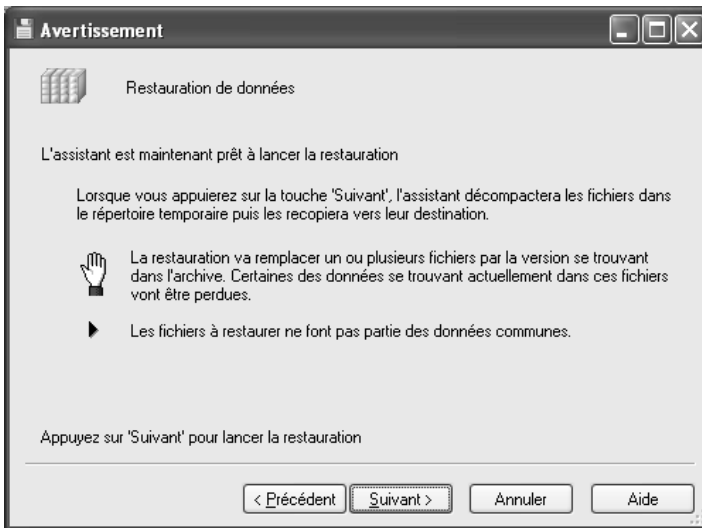 Avertissement
Restauration de données
L'assistant est maintenant prêt à lancer la restauration
Lorsque vous appuierez sur la touche 'Suivant', l'assistant décompactera les fichiers dans
le répertoire temporaire puis les recopiera vers leur destination.
La restauration va remplacer un ou plusieurs fichiers par la version se trouvant
dans l'archive. Certaines des données se trouvant actuellement dans ces fichiers
vont être perdues.
Les fichiers à restaurer ne font pas partie des données communes.
Appuyez sur 'Suivant' pour lancer la restauration
< Précédent Suivant > Annuler Aide